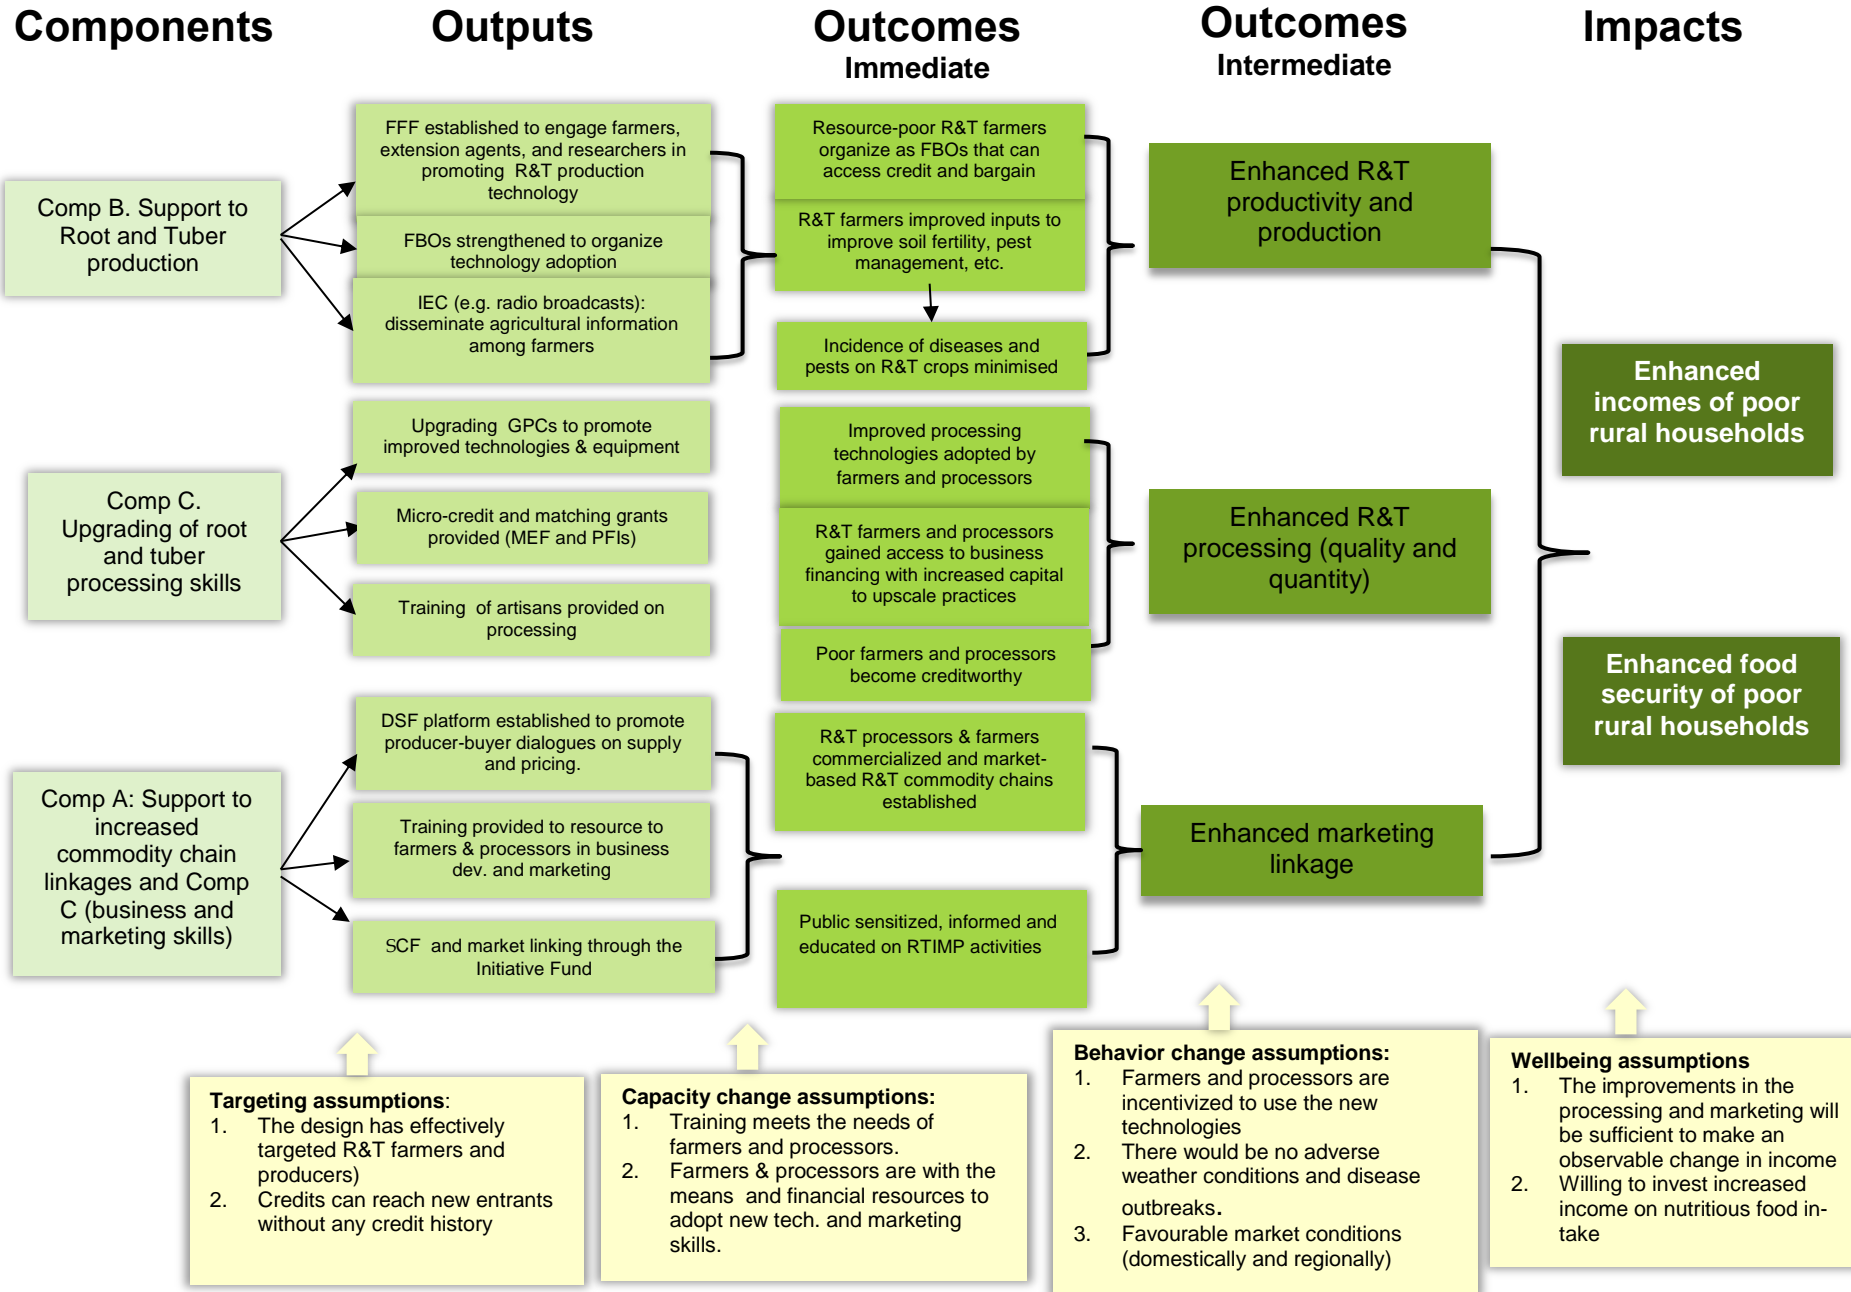 Components
Outputs
Outcomes
Immediate
Outcomes
Intermediate
Impacts
Comp B. Support to
Root and Tuber
production
FFF established to engage farmers,
extension agents, and researchers in
promoting R&T production
technology
FBOs strengthened to organize
technology adoption
IEC (e.g. radio broadcasts):
disseminate agricultural information
among farmers
Resource-poor R&T farmers
organize as FBOs that can
access credit and bargain
R&T farmers improved inputs to
improve soil fertility, pest
management, etc.
Incidence of diseases and
pests on R&T crops minimised
Enhanced R&T
productivity and
production
Comp C.
Upgrading of root
and tuber
processing skills
Upgrading GPCs to promote
improved technologies & equipment
Micro-credit and matching grants
provided (MEF and PFIs)
Training of artisans provided on
processing
Improved processing
technologies adopted by
farmers and processors
R&T farmers and processors
gained access to business
financing with increased capital
to upscale practices
Poor farmers and processors
become creditworthy
Enhanced R&T
processing (quality and
quantity)
Comp A: Support to
increased
commodity chain
linkages and Comp
C (business and
marketing skills)
DSF platform established to promote
producer-buyer dialogues on supply
and pricing.
Training provided to resource to
farmers & processors in business
dev. and marketing
SCF and market linking through the
Initiative Fund
R&T processors & farmers
commercialized and market-
based R&T commodity chains
established
Public sensitized, informed and
educated on RTIMP activities
Enhanced marketing
linkage
Enhanced
incomes of poor
rural households
Enhanced food
security of poor
rural households
Targeting assumptions:
1. The design has effectively
targeted R&T farmers and
producers)
2. Credits can reach new entrants
without any credit history
Capacity change assumptions:
1. Training meets the needs of
farmers and processors.
2. Farmers & processors are with the
means and financial resources to
adopt new tech. and marketing
skills.
Behavior change assumptions:
1. Farmers and processors are
incentivized to use the new
technologies
2. There would be no adverse
weather conditions and disease
outbreaks.
3. Favourable market conditions
(domestically and regionally)
Wellbeing assumptions
1. The improvements in the
processing and marketing will
be sufficient to make an
observable change in income
2. Willing to invest increased
income on nutritious food in-
take